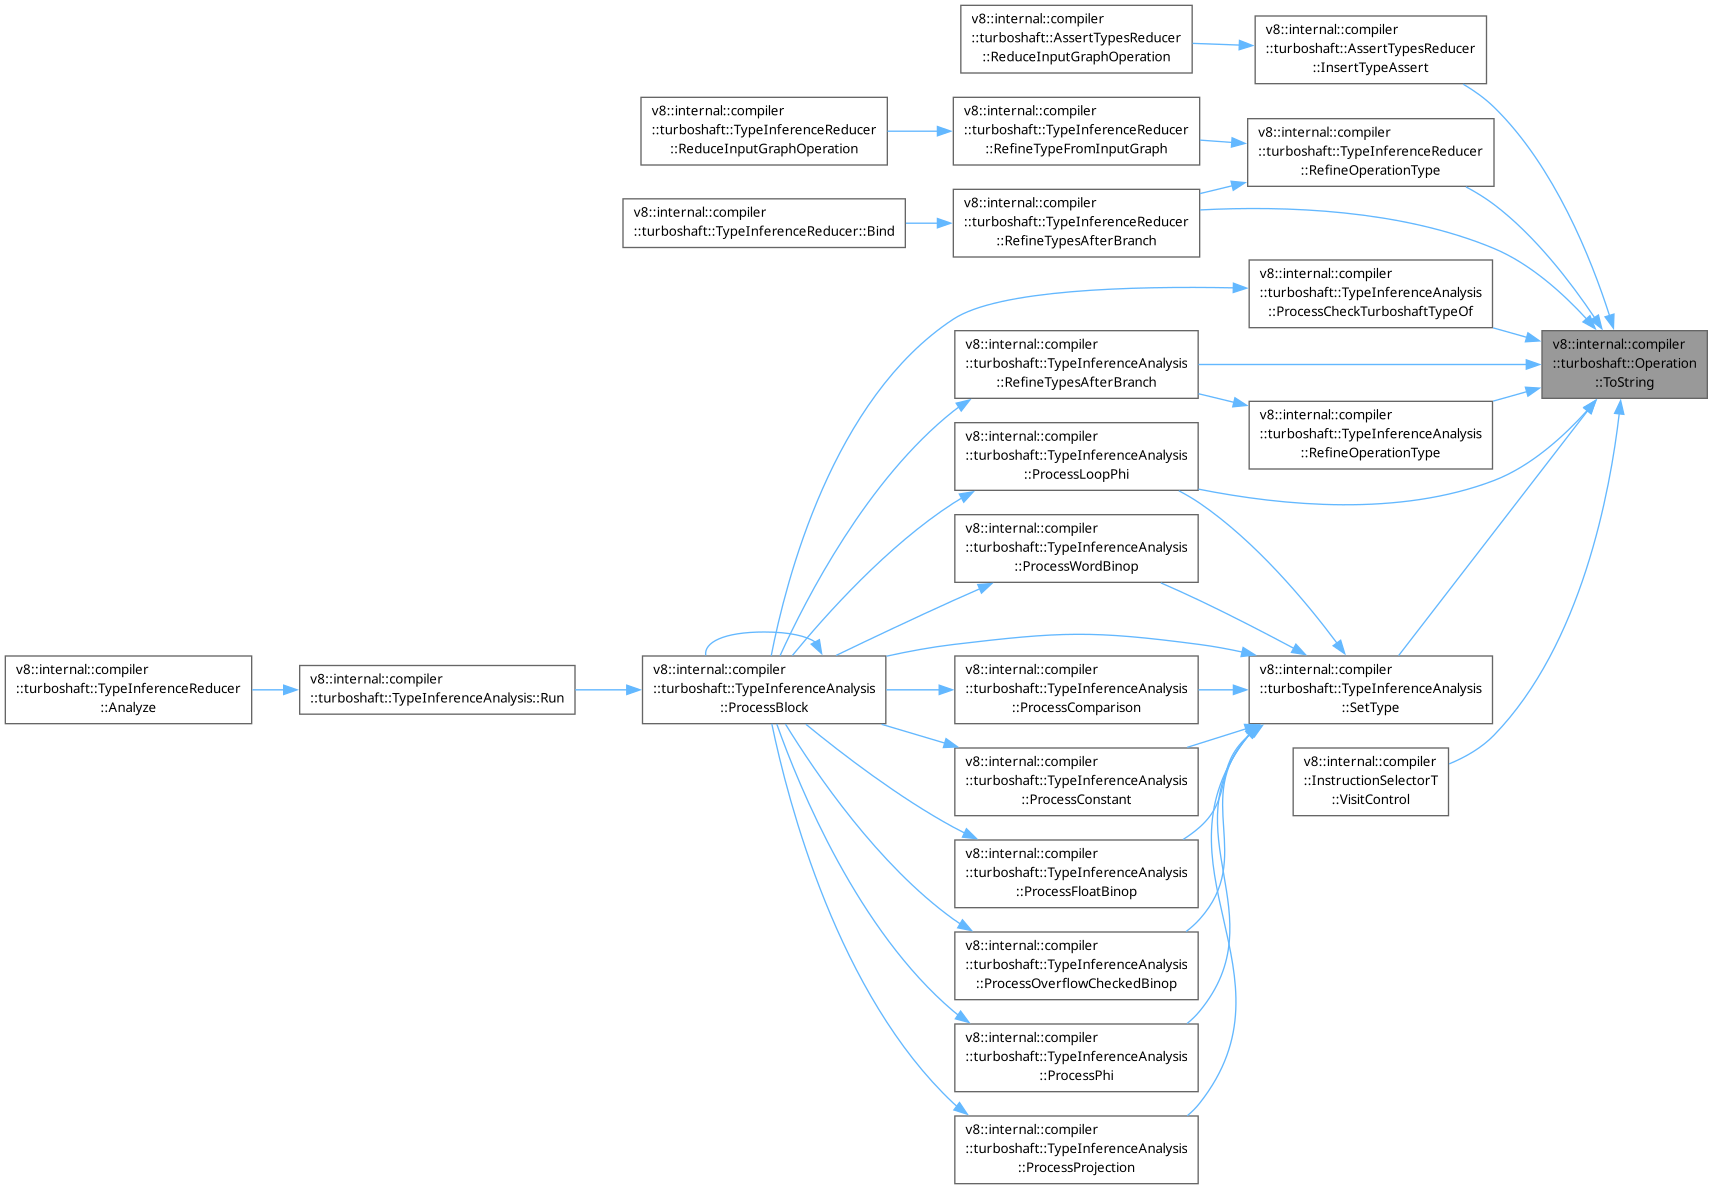 v8::internal::compiler
::turboshaft::AssertTypesReducer
::ReduceInputGraphOperation
v8::internal::compiler
::turboshaft::AssertTypesReducer
::InsertTypeAssert
v8::internal::compiler
::turboshaft::TypeInferenceReducer
::ReduceInputGraphOperation
v8::internal::compiler
::turboshaft::TypeInferenceReducer
::RefineTypeFromInputGraph
v8::internal::compiler
::turboshaft::TypeInferenceReducer
::RefineOperationType
v8::internal::compiler
::turboshaft::TypeInferenceReducer::Bind
v8::internal::compiler
::turboshaft::TypeInferenceReducer
::RefineTypesAfterBranch
v8::internal::compiler
::turboshaft::TypeInferenceAnalysis
::ProcessCheckTurboshaftTypeOf
v8::internal::compiler
::turboshaft::TypeInferenceAnalysis
::RefineTypesAfterBranch
v8::internal::compiler
::turboshaft::Operation
::ToString
v8::internal::compiler
::turboshaft::TypeInferenceAnalysis
::RefineOperationType
v8::internal::compiler
::turboshaft::TypeInferenceAnalysis
::ProcessLoopPhi
v8::internal::compiler
::turboshaft::TypeInferenceAnalysis
::ProcessWordBinop
v8::internal::compiler
::turboshaft::TypeInferenceReducer
::Analyze
v8::internal::compiler
::turboshaft::TypeInferenceAnalysis::Run
v8::internal::compiler
::turboshaft::TypeInferenceAnalysis
::ProcessBlock
v8::internal::compiler
::turboshaft::TypeInferenceAnalysis
::ProcessComparison
v8::internal::compiler
::turboshaft::TypeInferenceAnalysis
::SetType
v8::internal::compiler
::turboshaft::TypeInferenceAnalysis
::ProcessConstant
v8::internal::compiler
::InstructionSelectorT
::VisitControl
v8::internal::compiler
::turboshaft::TypeInferenceAnalysis
::ProcessFloatBinop
v8::internal::compiler
::turboshaft::TypeInferenceAnalysis
::ProcessOverflowCheckedBinop
v8::internal::compiler
::turboshaft::TypeInferenceAnalysis
::ProcessPhi
v8::internal::compiler
::turboshaft::TypeInferenceAnalysis
::ProcessProjection